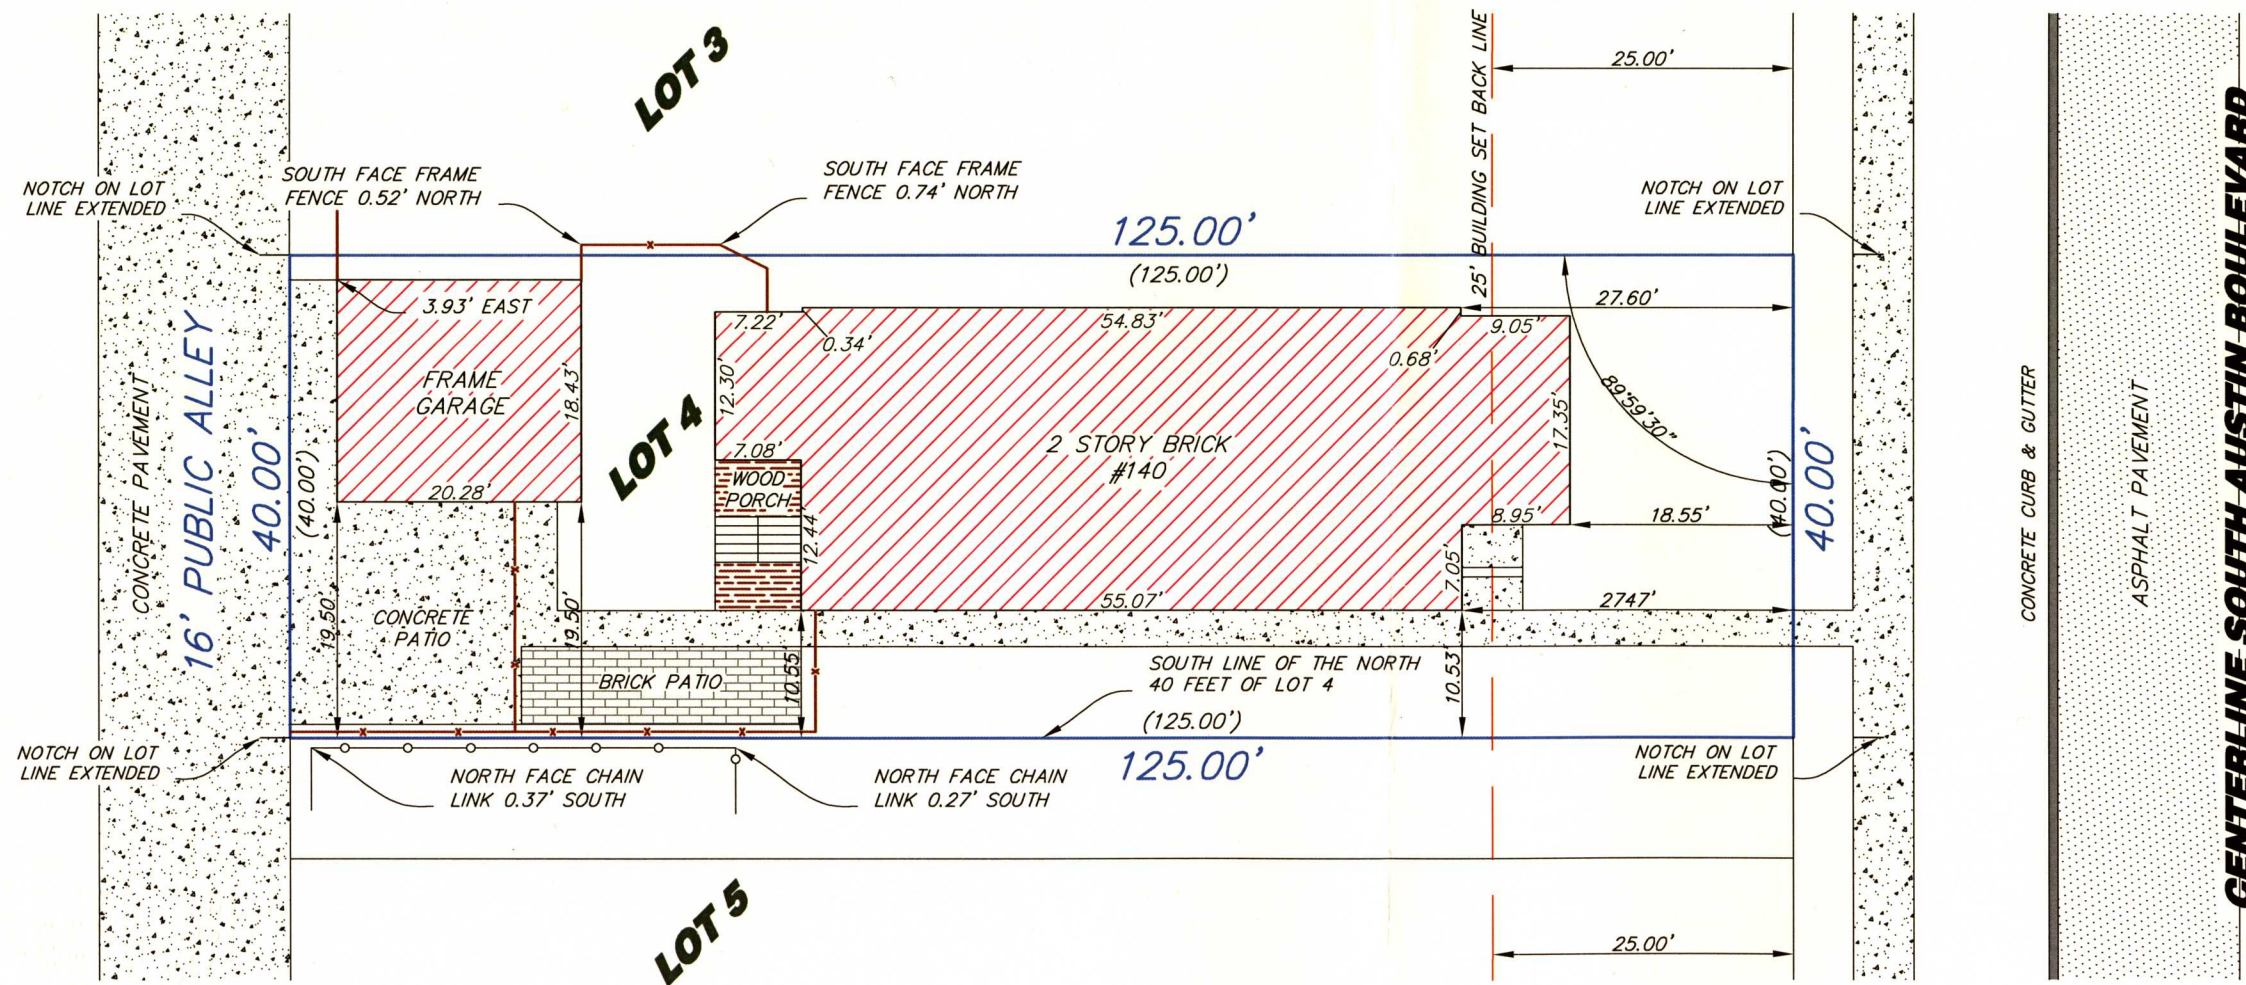 LOT 3
25' BUILDING SET BACK LINE
25.00'
NOTCH ON LOT
LINE EXTENDED
SOUTH FACE FRAME
FENCE 0.52' NORTH
SOUTH FACE FRAME
FENCE 0.74' NORTH
NOTCH ON LOT
LINE EXTENDED
125.00'
(125.00')
3.93' EAST
27.60'
7.22'
54.83'
9.05'
0.34'
0.68'
FRAME
GARAGE
18.43'
12.30'
LOT 4
17.35'
89°59'30"
CONCRETE PAVEMENT
16' PUBLIC ALLEY
40.00'
(40.00')
2 STORY BRICK
#140
7.08'
WOOD
PORCH
20.28'
12.44'
8.95'
18.55'
(40.00')
40.00'
CONCRETE CURB & GUTTER
ASPHALT PAVEMENT
CENTERLINE SOUTH AUSTIN BOULEVARD
7.05'
55.07'
2747'
19.50'
CONCRETE
PATIO
19.50'
BRICK PATIO
10.55'
SOUTH LINE OF THE NORTH
40 FEET OF LOT 4
10.53'
(125.00')
125.00'
NOTCH ON LOT
LINE EXTENDED
NORTH FACE CHAIN
LINK 0.37' SOUTH
NORTH FACE CHAIN
LINK 0.27' SOUTH
NOTCH ON LOT
LINE EXTENDED
LOT 5
25.00'